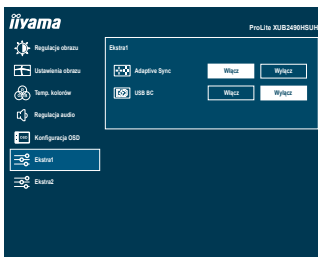 iiyama
ProLite XUB2490HSUH
Regulacje obrazu
Ekstra1
Ustawienia obrazu
Adaptive Sync
Włącz
Wyłącz
Temp. kolorów
USB BC
Włącz
Wyłącz
Regulacja audio
OSD
Konfiguracja OSD
Ekstra1
Ekstra2